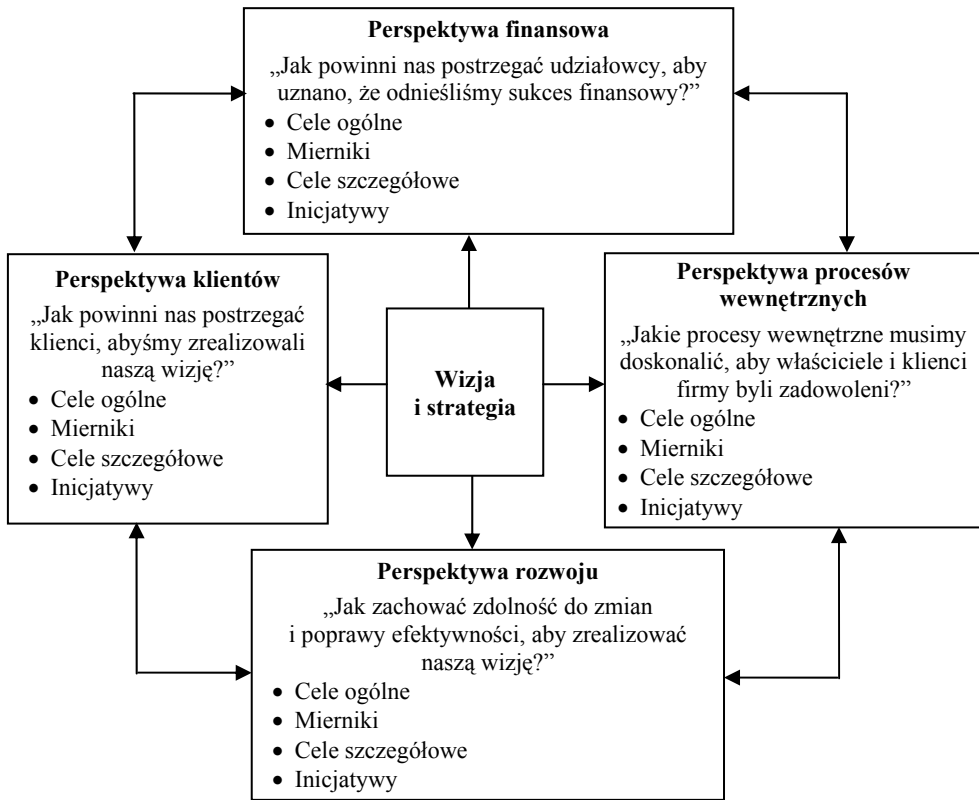 Perspektywa finansowa
„Jak powinni nas postrzegać udziałowcy, aby
uznano, że odnieśliśmy sukces finansowy?”
• Cele ogólne
• Mierniki
• Cele szczegółowe
• Inicjatywy
Perspektywa klientów
„Jak powinni nas postrzegać
klienci, abyśmy zrealizowali
naszą wizję?”
• Cele ogólne
• Mierniki
• Cele szczegółowe
• Inicjatywy
Wizja
i strategia
Perspektywa procesów
wewnętrznych
„Jakie procesy wewnętrzne musimy
doskonalić, aby właściciele i klienci
firmy byli zadowoleni?”
• Cele ogólne
• Mierniki
• Cele szczegółowe
• Inicjatywy
Perspektywa rozwoju
„Jak zachować zdolność do zmian
i poprawy efektywności, aby zrealizować
naszą wizję?”
• Cele ogólne
• Mierniki
• Cele szczegółowe
• Inicjatywy